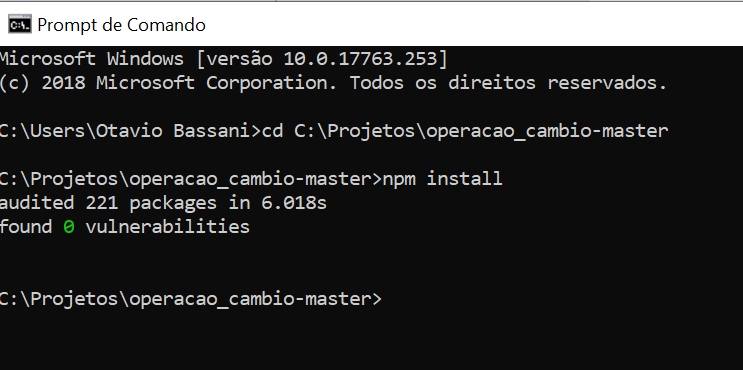 Prompt de Comando
Microsoft Windows [versão 10.0.17763.253]
(c) 2018 Microsoft Corporation. Todos os direitos reservados.
C:\Users\Otavio Bassani>cd C:\Projetos\operacao_cambio-master
C:\Projetos\operacao_cambio-master>npm install
audited 221 packages in 6.018s
found 0 vulnerabilities
C:\Projetos\operacao_cambio-master>